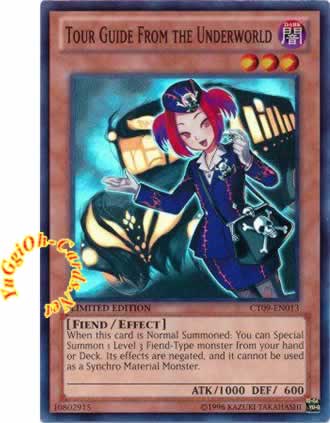 TOUR GUIDE FROM THE UNDERWORLD
DARK
闇
YuGgiOh-Cards.Net
LIMITED EDITION
CT09-EN013
[FIEND / EFFECT]
When this card is Normal Summoned: You can Special
Summon 1 Level 3 Fiend-Type monster from your hand
or Deck. Its effects are negated, and it cannot be used
as a Synchro Material Monster.
ATK/1000 DEF/ 600
10802915
©1996 KAZUKI TAKAHASHI